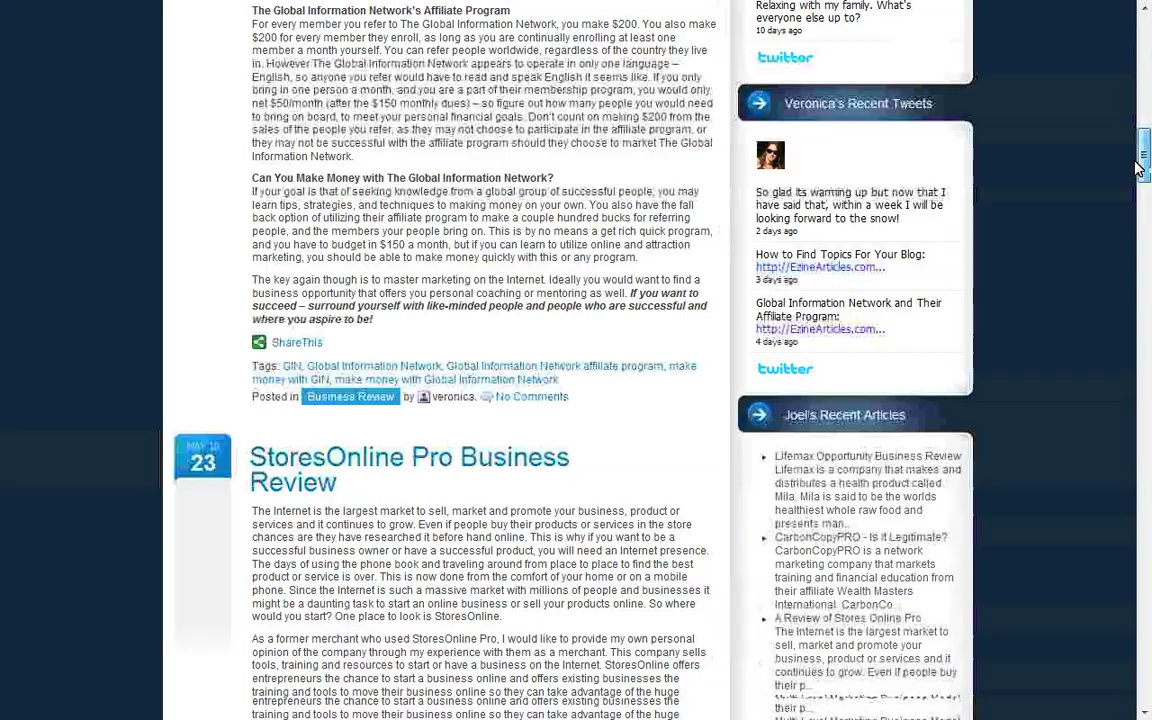 The Global Information Network's Affiliate Program
For every member you refer to The Global Information Network, you make $200. You also make
$200 for every member they enroll, as long as you are continually enrolling at least one
member a month yourself. You can refer people worldwide, regardless of the country they live
in. However The Global Information Network appears to operate in only one language –
English, so anyone you refer would have to read and speak English it seems like. If you only
bring in one person a month, and you are a part of their membership program, you would only
net $50/month (after the $150 monthly dues) – so figure out how many people you would need
to bring on board, to meet your personal financial goals. Don't count on making $200 from the
sales of the people you refer, as they may not choose to participate in the affiliate program, or
they may not be successful with the affiliate program should they choose to market The Global
Information Network.
Can You Make Money with The Global Information Network?
If your goal is that of seeking knowledge from a global group of successful people, you may
learn tips, strategies, and techniques to making money on your own. You also have the fall
back option of utilizing their affiliate program to make a couple hundred bucks for referring
people, and the members your people bring on. This is by no means a get rich quick program,
and you have to budget in $150 a month, but if you can learn to utilize online and attraction
marketing, you should be able to make money quickly with this or any program.
The key again though is to master marketing on the Internet. Ideally you would want to find a
business opportunity that offers you personal coaching or mentoring as well. If you want to
succeed – surround yourself with like-minded people and people who are successful and
where you aspire to be!
ShareThis
Tags: GIN, Global Information Network, Global Information Network affiliate program, make
money with GIN, make money with Global Information Network
Posted in Business Review by veronica. No Comments
MAY 10
23
StoresOnline Pro Business
Review
The Internet is the largest market to sell, market and promote your business, product or
services and it continues to grow. Even if people buy their products or services in the store
chances are they have researched it before hand online. This is why if you want to be a
successful business owner or have a successful product, you will need an Internet presence.
The days of using the phone book and traveling around from place to place to find the best
product or service is over. This is now done from the comfort of your home or on a mobile
phone. Since the Internet is such a massive market with millions of people and businesses it
might be a daunting task to start an online business or sell your products online. So where
would you start? One place to look is StoresOnline.
As a former merchant who used StoresOnline Pro, I would like to provide my own personal
opinion of the company through my experience with them as a merchant. This company sells
tools, training and resources to start or have a business on the Internet. StoresOnline offers
entrepreneurs the chance to start a business online and offers existing businesses the
training and tools to move their business online so they can take advantage of the huge
entrepreneurs the chance to start a business online and offers existing businesses the
training and tools to move their business online so they can take advantage of the huge
Relaxing with my family. What's
everyone else up to?
10 days ago
twitter
Veronica's Recent Tweets
So glad its warming up but now that I
have said that, within a week I will be
looking forward to the snow!
2 days ago
How to Find Topics For Your Blog:
http://EzineArticles.com...
3 days ago
Global Information Network and Their
Affiliate Program:
http://EzineArticles.com...
4 days ago
twitter
Joel's Recent Articles
Lifemax Opportunity Business Review
Lifemax is a company that makes and
distributes a health product called
Mila. Mila is said to be the worlds
healthiest whole raw food and
presents man..
CarbonCopyPRO - Is it Legitimate?
CarbonCopyPRO is a network
marketing company that markets
training and financial education from
their affiliate Wealth Masters
International. CarbonCo...
A Review of Stores Online Pro
The Internet is the largest market to
sell, market and promote your
business, product or services and it
continues to grow. Even if people buy
their p..
their p...